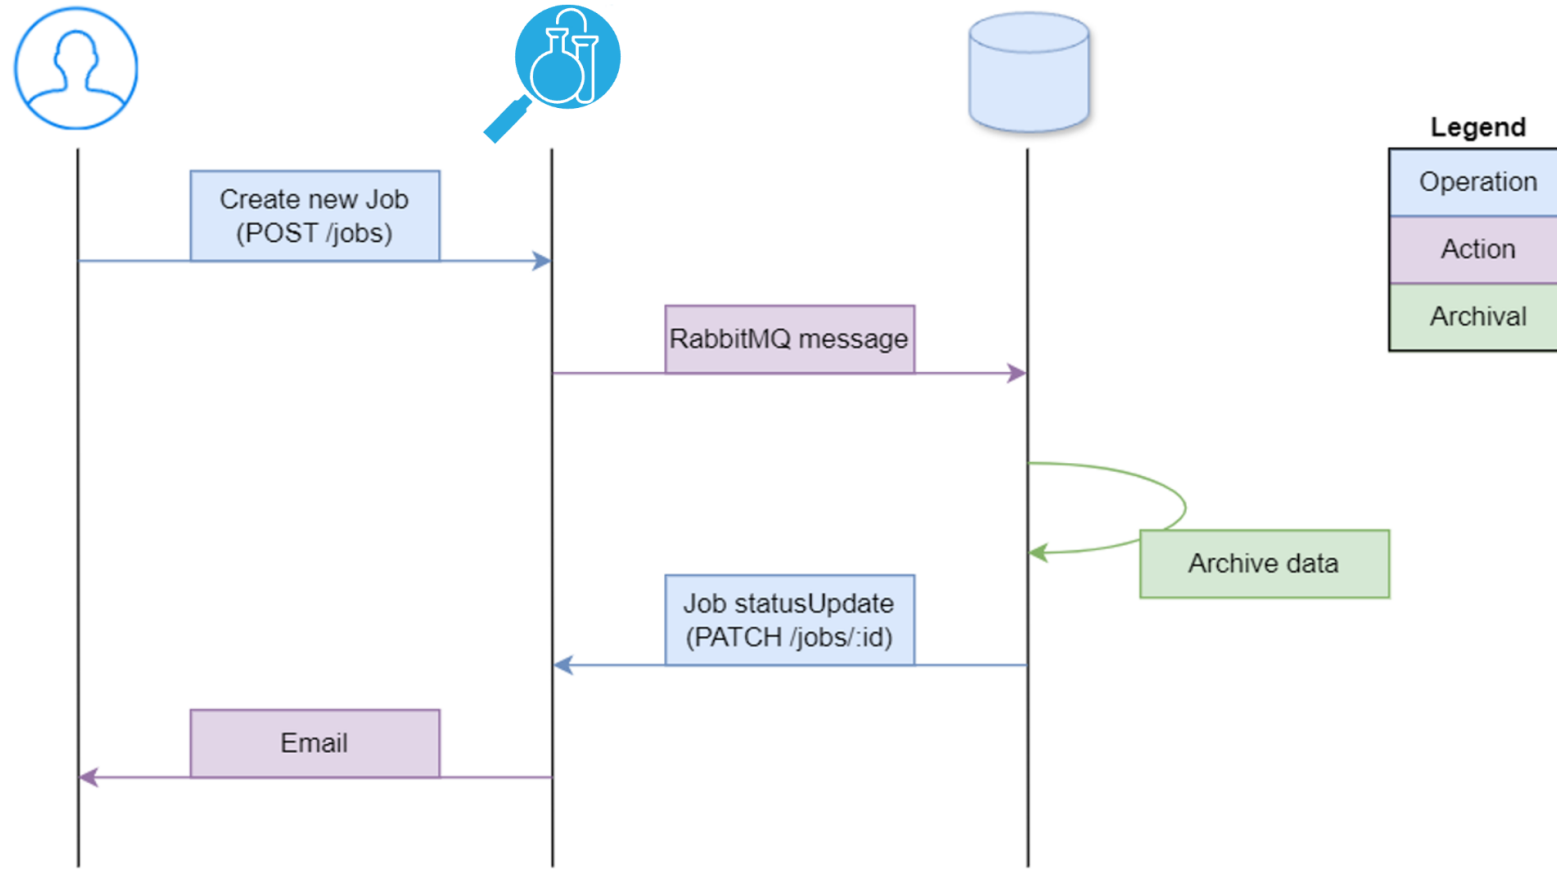 Legend
Operation
Action
Archival
Create new Job
(POST /jobs)
RabbitMQ message
Archive data
Job statusUpdate
(PATCH /jobs/:id)
Email